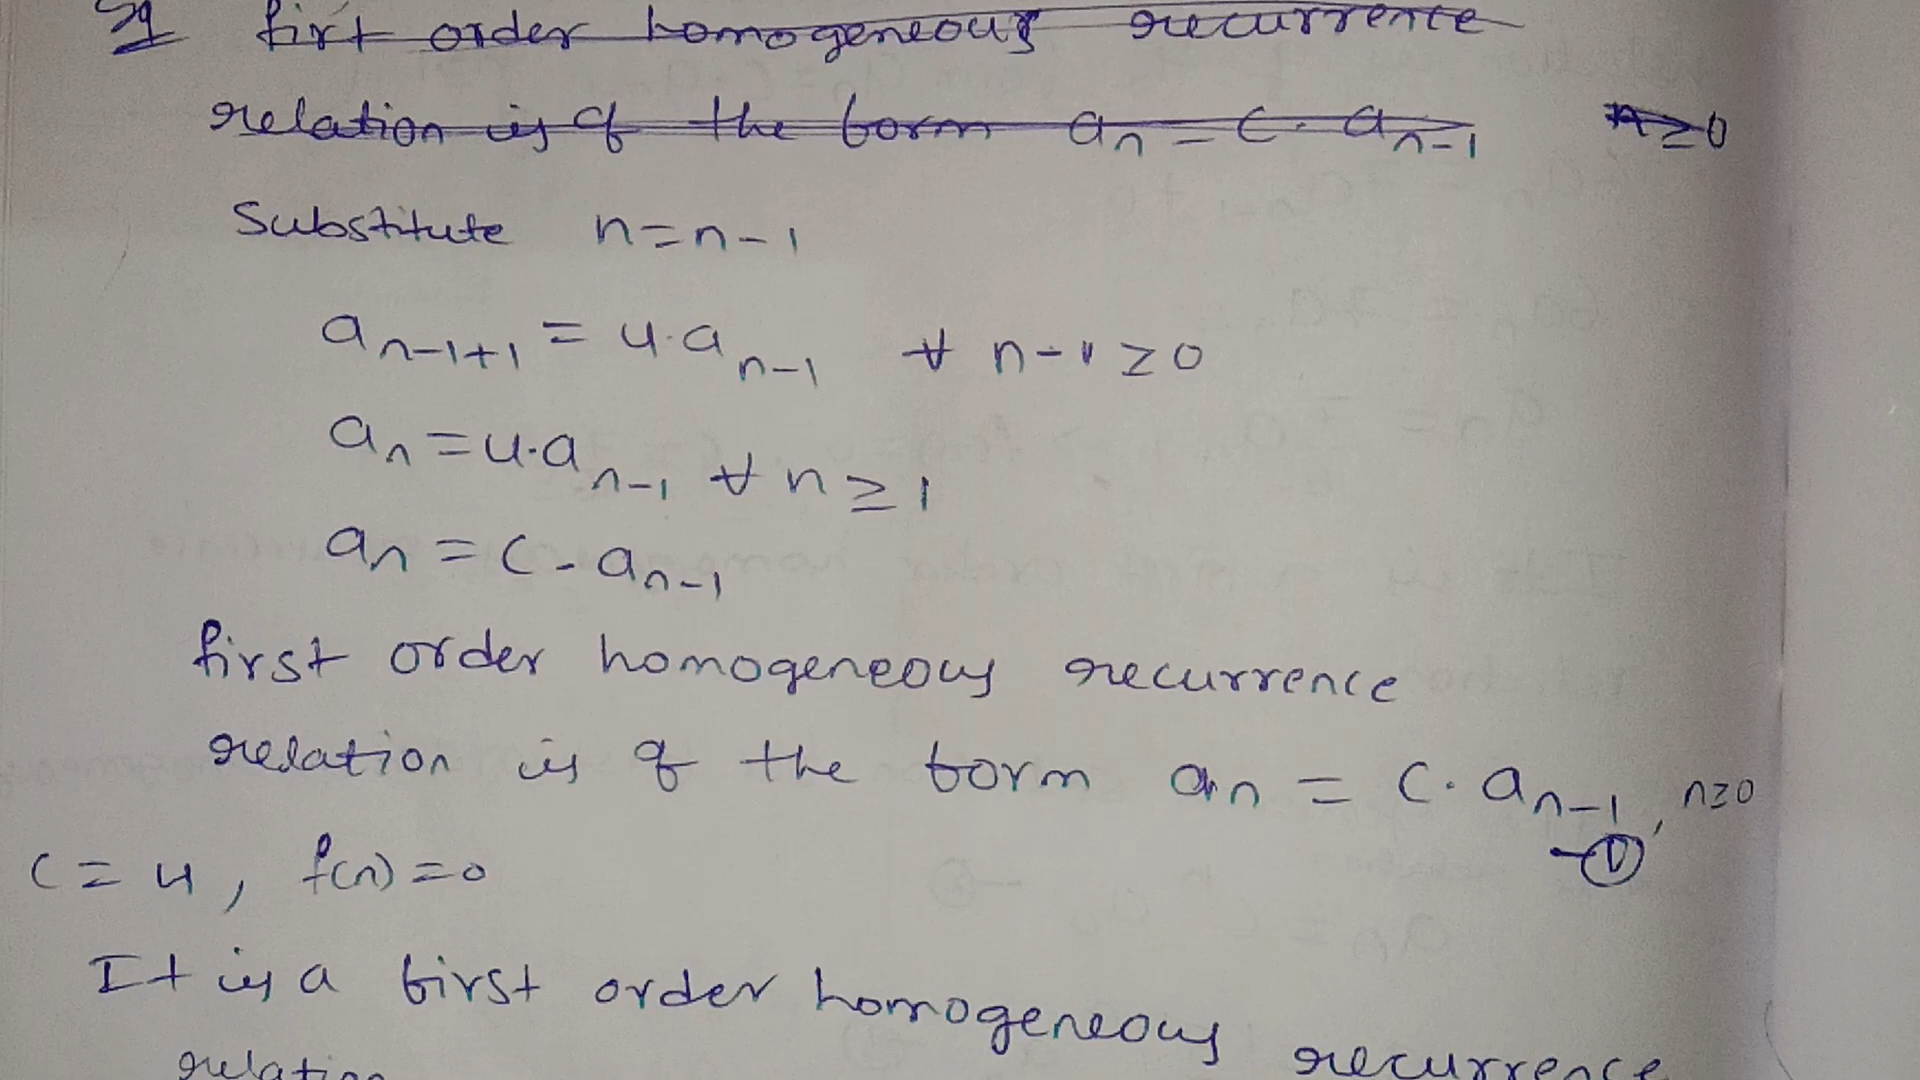 first order homogeneous recurrence
relation is of the form aₙ = c. aₙ₋₁ n≥0
Substitute n=n-1
aₙ₋₁₊₁ = 4.aₙ₋₁ ∀ n-1≥0
aₙ=4.aₙ₋₁ ∀ n≥1
aₙ = c-aₙ₋₁
first order homogeneous recurrence
relation is of the form aₙ = c. aₙ₋₁, n≥0
-①
c=4, f(n)=0
It is a first order homogeneous recurrence
relation